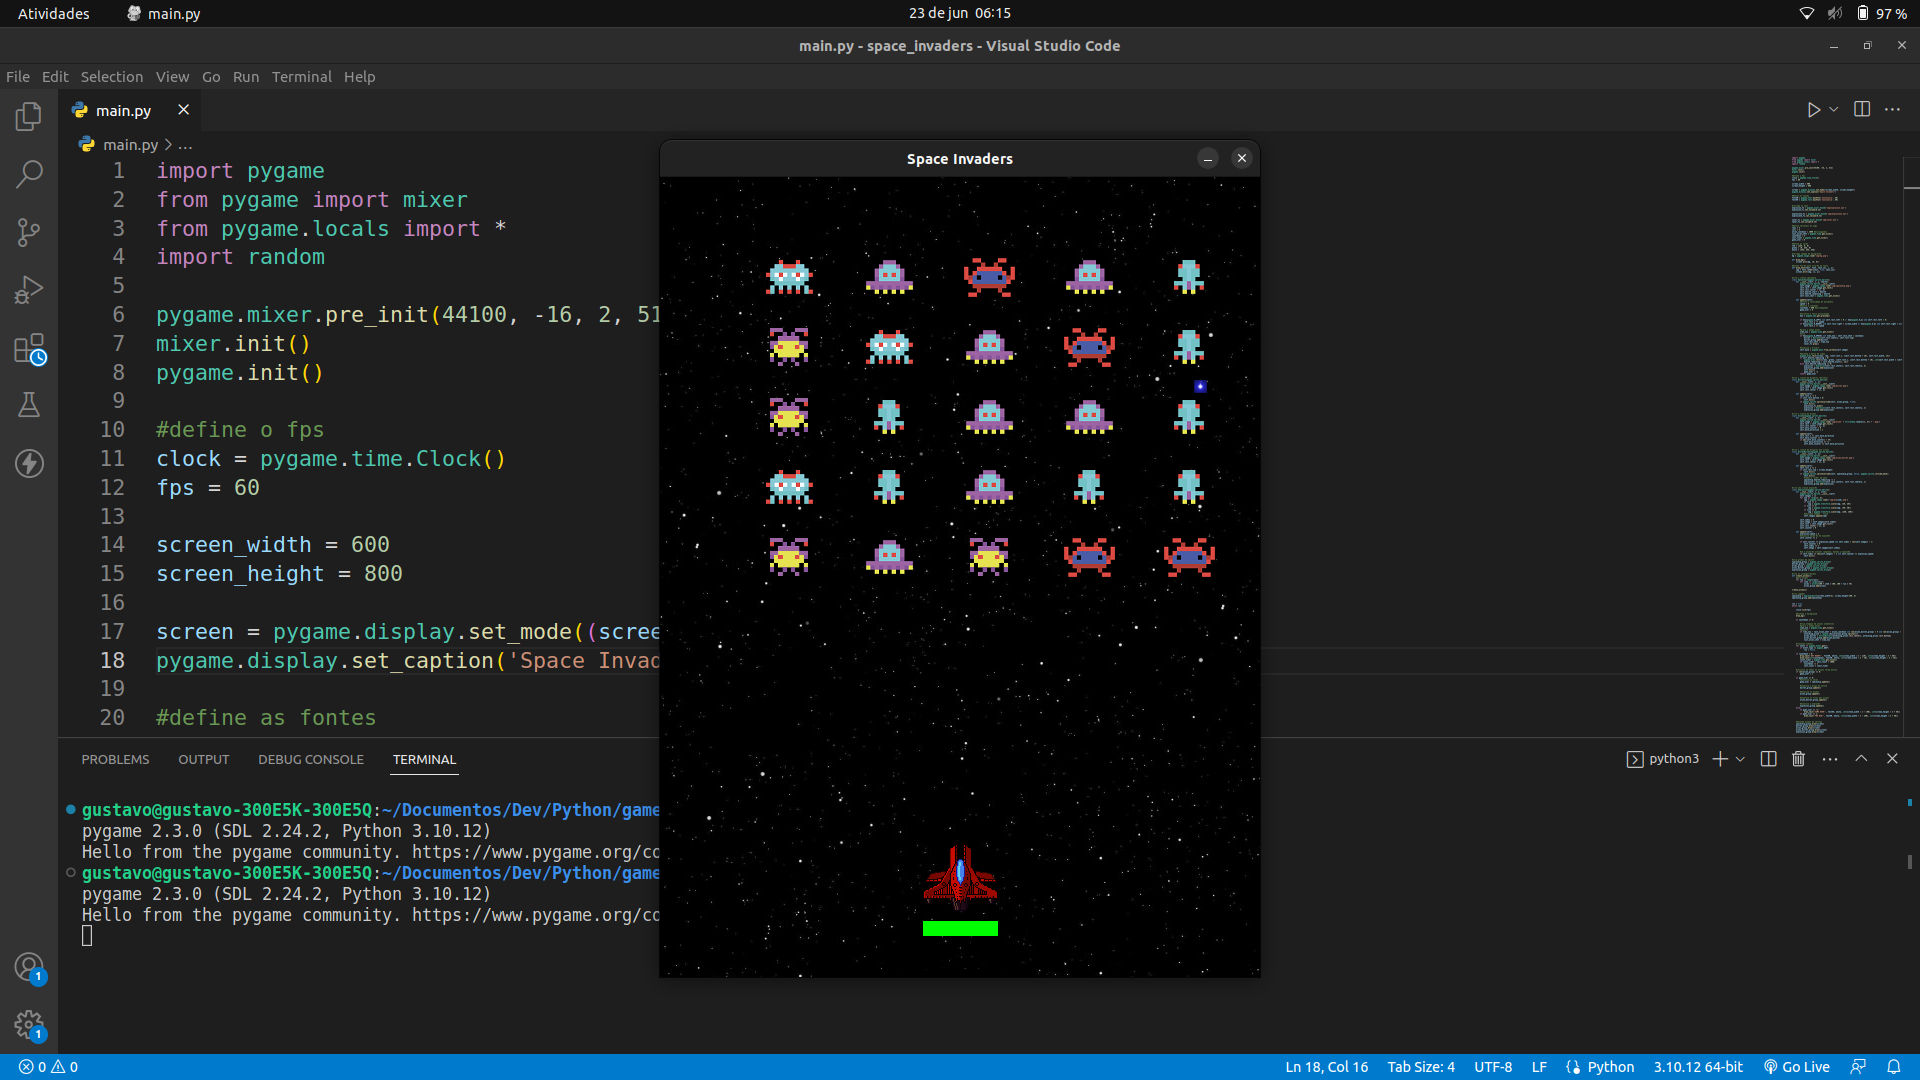 Atividades
main.py
23 de jun 06:15
97 %
main.py - space_invaders - Visual Studio Code
File Edit Selection View Go Run Terminal Help
main.py
main.py > ...
Space Invaders
1 import pygame
2 from pygame import mixer
3 from pygame.locals import *
4 import random
5
6 pygame.mixer.pre_init(44100, -16, 2, 51
7 mixer.init()
8 pygame.init()
9
10 #define o fps
11 clock = pygame.time.Clock()
12 fps = 60
13
14 screen_width = 600
15 screen_height = 800
16
17 screen = pygame.display.set_mode((scree
18 pygame.display.set_caption('Space Invad
19
20 #define as fontes
PROBLEMS OUTPUT DEBUG CONSOLE TERMINAL
python3
gustavo@gustavo-300E5K-300E5Q:~/Documentos/Dev/Python/game
pygame 2.3.0 (SDL 2.24.2, Python 3.10.12)
Hello from the pygame community. https://www.pygame.org/co
gustavo@gustavo-300E5K-300E5Q:~/Documentos/Dev/Python/game
pygame 2.3.0 (SDL 2.24.2, Python 3.10.12)
Hello from the pygame community. https://www.pygame.org/co
1
1
0 0
Ln 18, Col 16 Tab Size: 4 UTF-8 LF Python 3.10.12 64-bit Go Live